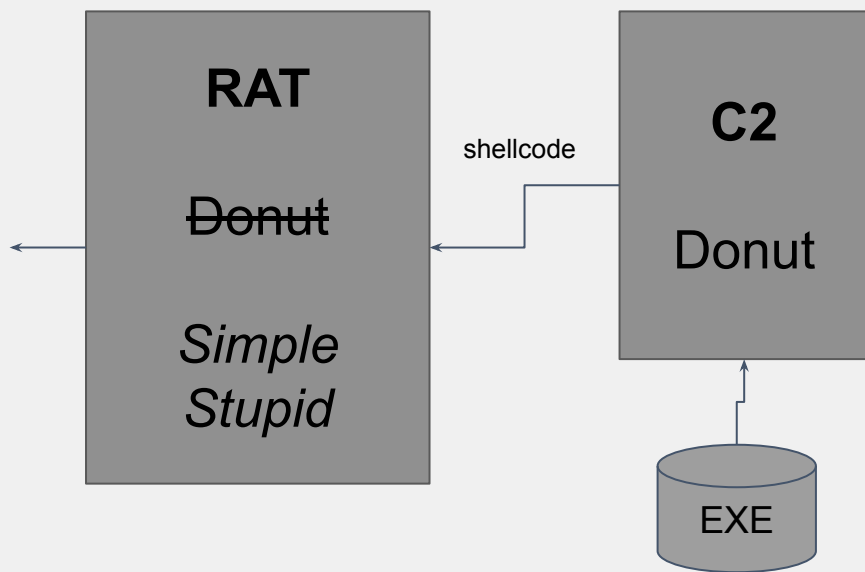 RAT
Donut
Simple
Stupid
shellcode
C2
Donut
EXE